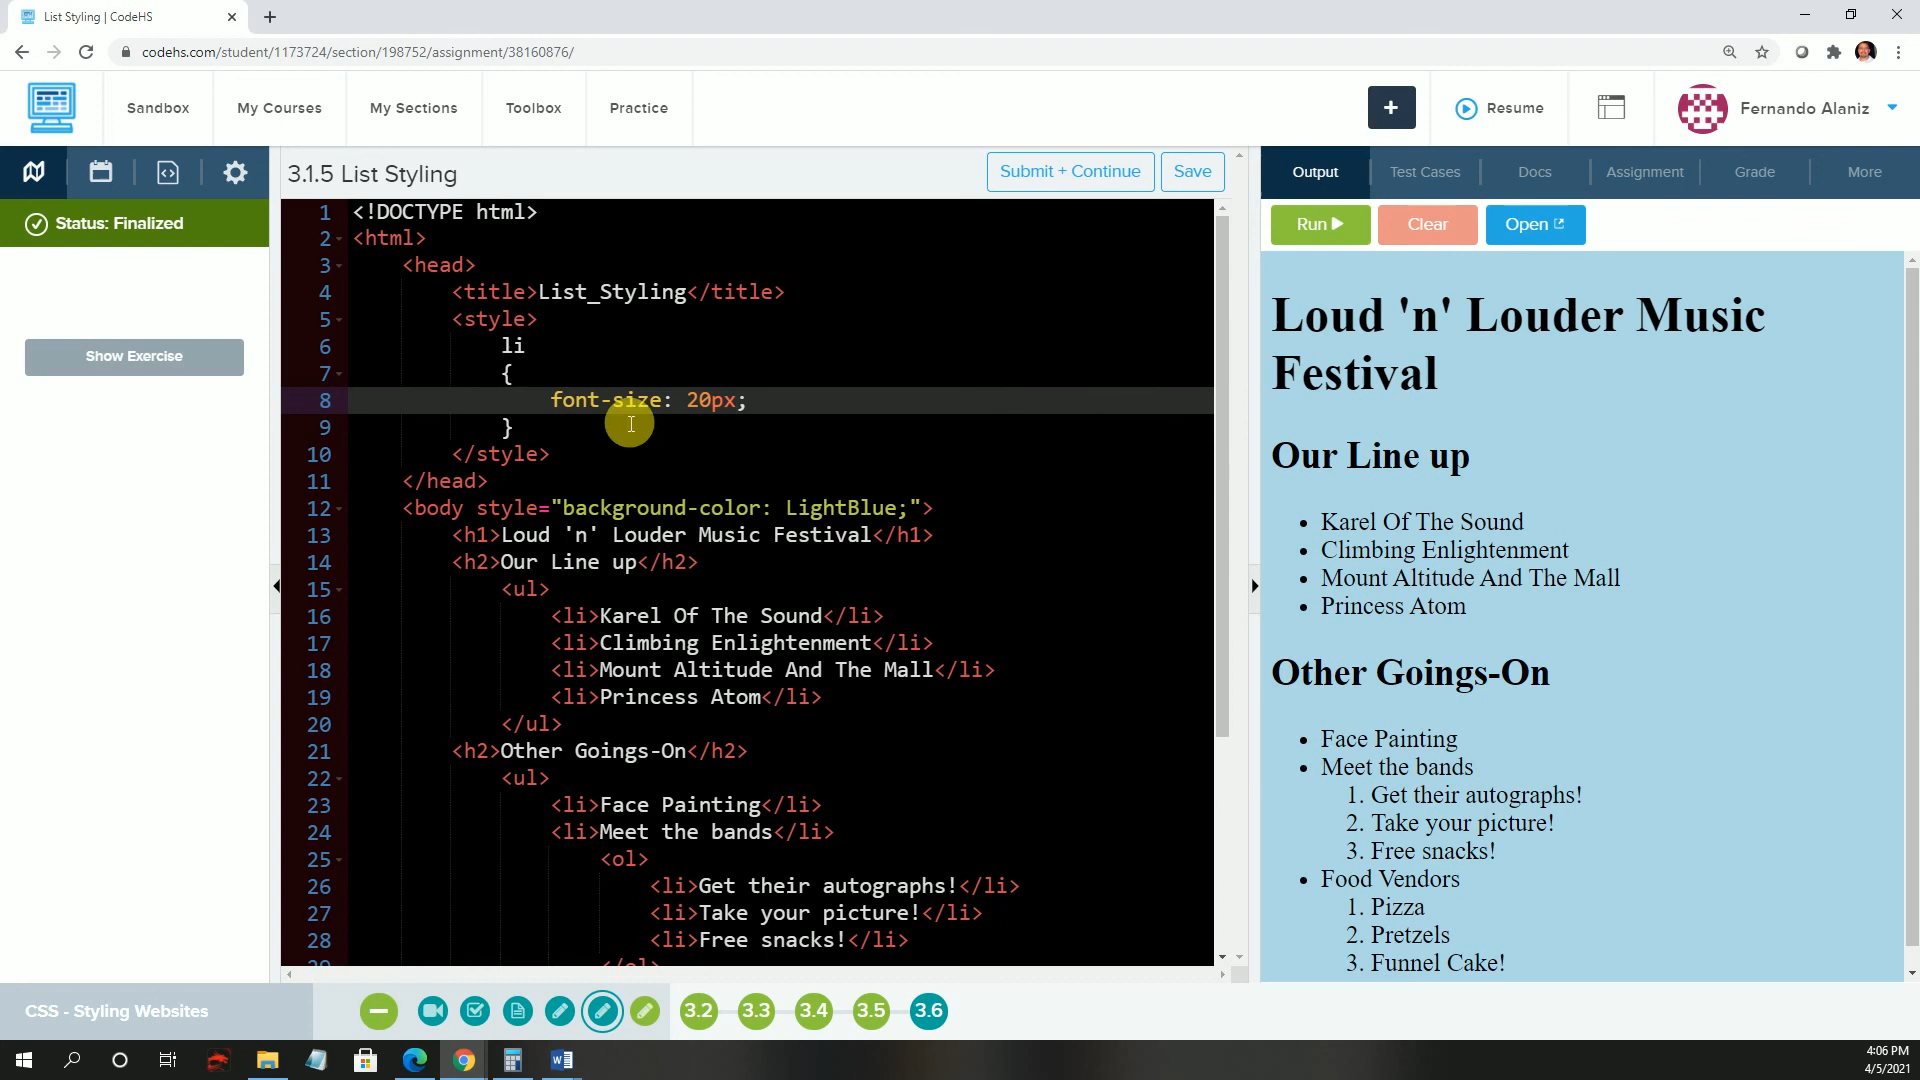 List Styling | CodeHS
codehs.com/student/1173724/section/198752/assignment/38160876/
Sandbox
My Courses
My Sections
Toolbox
Practice
+
Resume
Fernando Alaniz
3.1.5 List Styling
Submit + Continue
Save
Output
Test Cases
Docs
Assignment
Grade
More
Status: Finalized
Show Exercise
Run
Clear
Open
1 <!DOCTYPE html>
2 <html>
3 <head>
4 <title>List_Styling</title>
5 <style>
6 li
7 {
8 font-size: 20px;
9 }
10 </style>
11 </head>
12 <body style="background-color: LightBlue;">
13 <h1>Loud 'n' Louder Music Festival</h1>
14 <h2>Our Line up</h2>
15 <ul>
16 <li>Karel Of The Sound</li>
17 <li>Climbing Enlightenment</li>
18 <li>Mount Altitude And The Mall</li>
19 <li>Princess Atom</li>
20 </ul>
21 <h2>Other Goings-On</h2>
22 <ul>
23 <li>Face Painting</li>
24 <li>Meet the bands</li>
25 <ol>
26 <li>Get their autographs!</li>
27 <li>Take your picture!</li>
28 <li>Free snacks!</li>
29 </ol>
Loud 'n' Louder Music
Festival
Our Line up
• Karel Of The Sound
• Climbing Enlightenment
• Mount Altitude And The Mall
• Princess Atom
Other Goings-On
• Face Painting
• Meet the bands
1. Get their autographs!
2. Take your picture!
3. Free snacks!
• Food Vendors
1. Pizza
2. Pretzels
3. Funnel Cake!
CSS - Styling Websites
3.2
3.3
3.4
3.5
3.6
4:06 PM
4/5/2021